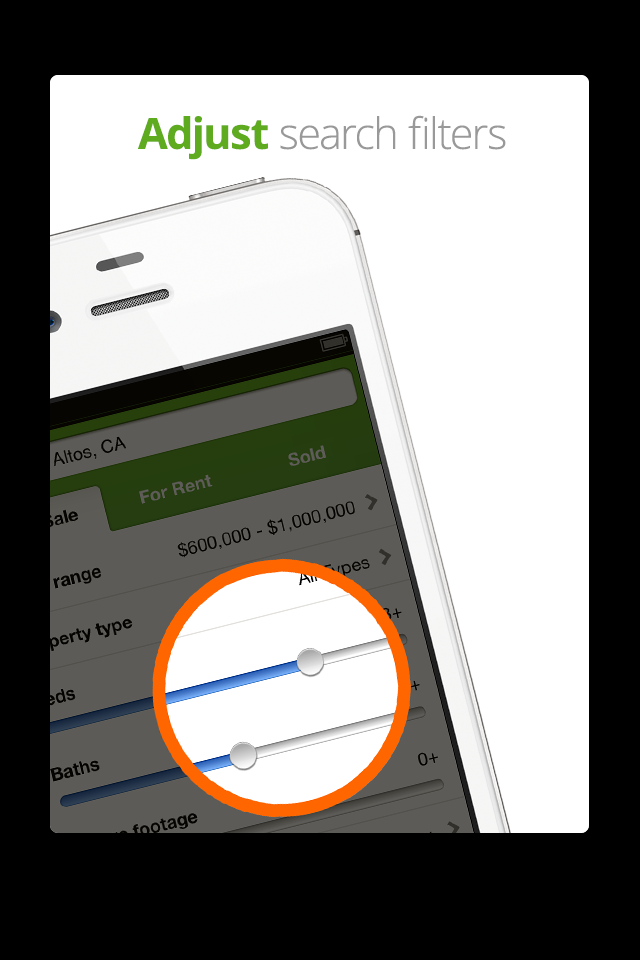 Adjust search filters
Altos, CA
Sale
For Rent
Sold
range
$600,000 - $1,000,000
perty type
All Types
eds
3+
Baths
+
footage
0+